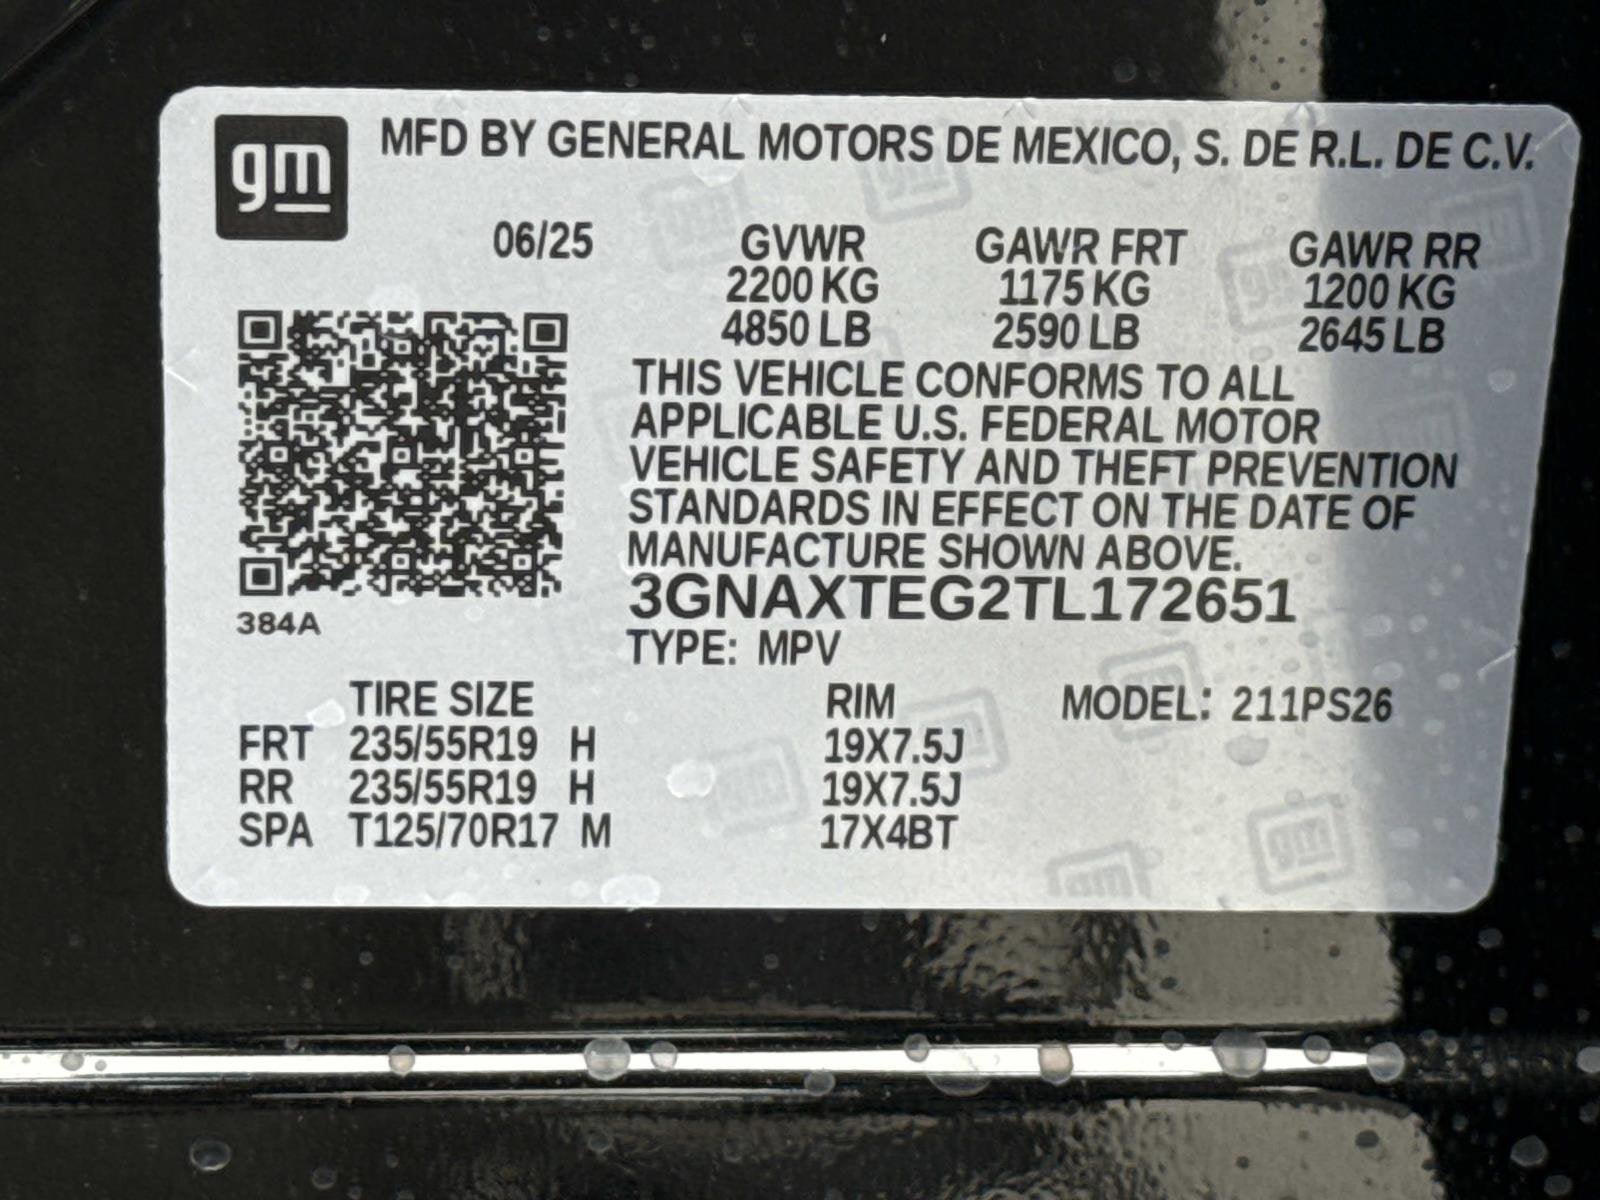 gm
MFD BY GENERAL MOTORS DE MEXICO, S. DE R.L. DE C.V.
06/25 GVWR GAWR FRT GAWR RR
2200 KG 1175 KG 1200 KG
4850 LB 2590 LB 2645 LB
THIS VEHICLE CONFORMS TO ALL
APPLICABLE U.S. FEDERAL MOTOR
VEHICLE SAFETY AND THEFT PREVENTION
STANDARDS IN EFFECT ON THE DATE OF
MANUFACTURE SHOWN ABOVE.
3GNAXTEG2TL172651
384A
TYPE: MPV
TIRE SIZE RIM MODEL: 211PS26
FRT 235/55R19 H 19X7.5J
RR 235/55R19 H 19X7.5J
SPA T125/70R17 M 17X4BT